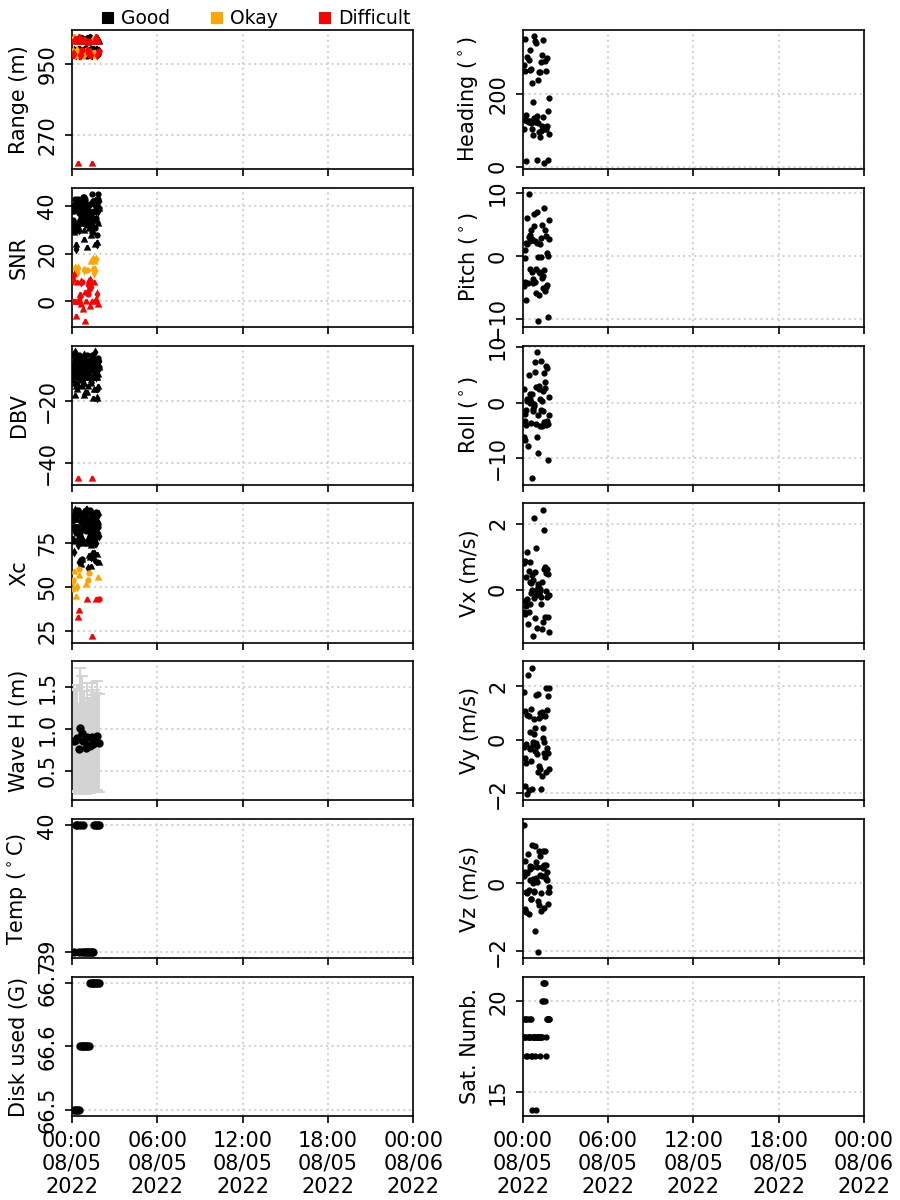 Good Okay Difficult
Range (m)
950
270
Heading (°)
200
0
SNR
40
20
0
Pitch (°)
10
0
−10
DBV
−20
−40
Roll (°)
10
0
−10
Xc
75
50
25
Vx (m/s)
2
0
Wave H (m)
1.5
1.0
0.5
Vy (m/s)
2
0
−2
Temp (°C)
40
39
Vz (m/s)
0
−2
Disk used (G)
66.7
66.6
66.5
Sat. Numb.
20
15
00:00 06:00 12:00 18:00 00:00
08/05 08/05 08/05 08/05 08/06
2022 2022 2022 2022 2022
00:00 06:00 12:00 18:00 00:00
08/05 08/05 08/05 08/05 08/06
2022 2022 2022 2022 2022